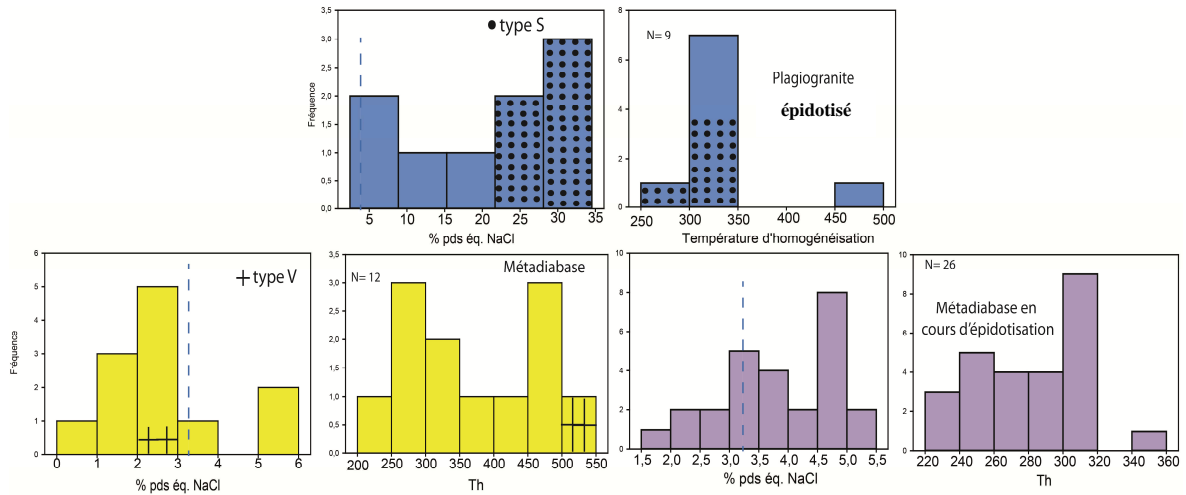 ● type S
3,5
3,0
2,5
2,0
1,5
1,0
0,5
0,0
Fréquence
5 10 15 20 25 30 35
% pds éq. NaCl
8
6
4
2
0
N= 9
Plagiogranite
épidotisé
250 300 350 400 450 500
Température d'homogénéisation
6
5
4
3
2
1
0
Fréquence
+ type V
0 1 2 3 4 5 6
% pds éq. NaCl
3,5
3,0
2,5
2,0
1,5
1,0
0,5
0,0
N= 12
Métadiabase
200 250 300 350 400 450 500 550
Th
10
8
6
4
2
0
1,5 2,0 2,5 3,0 3,5 4,0 4,5 5,0 5,5
% pds éq. NaCl
10
8
6
4
2
0
N= 26
Métadiabase en
cours d'épidotisation
220 240 260 280 300 320 340 360
Th